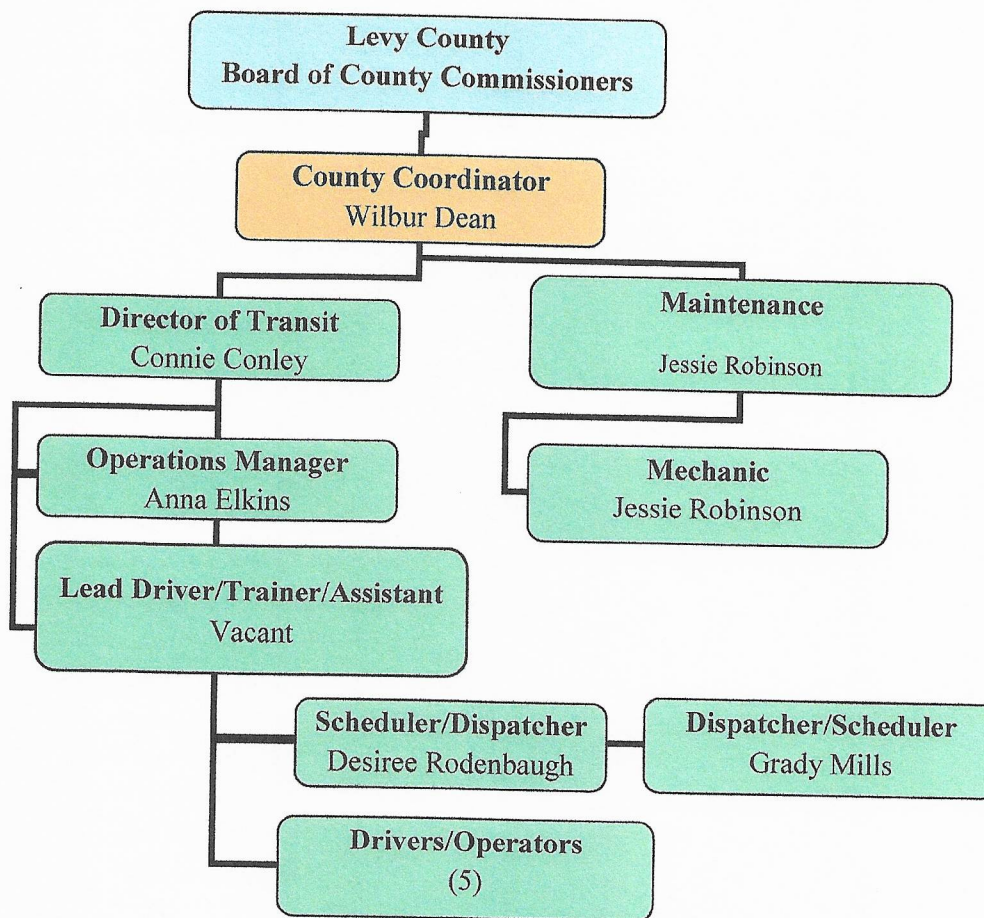 Levy County
Board of County Commissioners
County Coordinator
Wilbur Dean
Director of Transit
Connie Conley
Maintenance
Jessie Robinson
Operations Manager
Anna Elkins
Mechanic
Jessie Robinson
Lead Driver/Trainer/Assistant
Vacant
Scheduler/Dispatcher
Desiree Rodenbaugh
Dispatcher/Scheduler
Grady Mills
Drivers/Operators
(5)